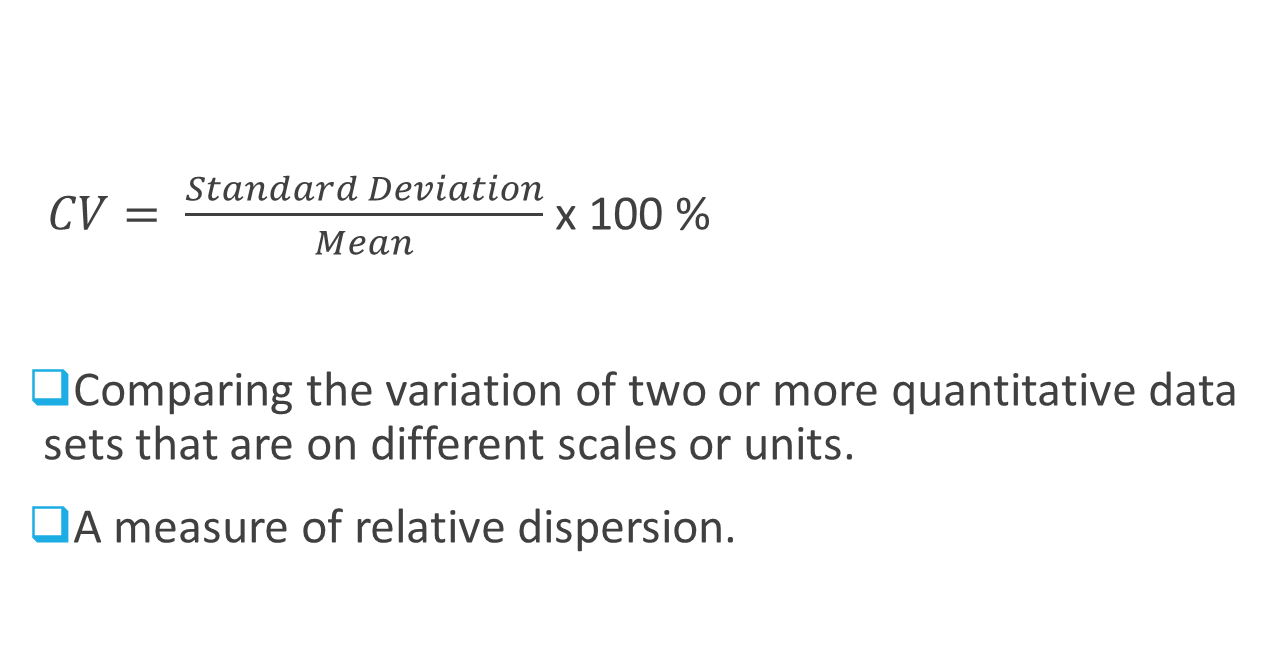 CV = Standard Deviation / Mean x 100 %
❑Comparing the variation of two or more quantitative data
sets that are on different scales or units.
❑A measure of relative dispersion.